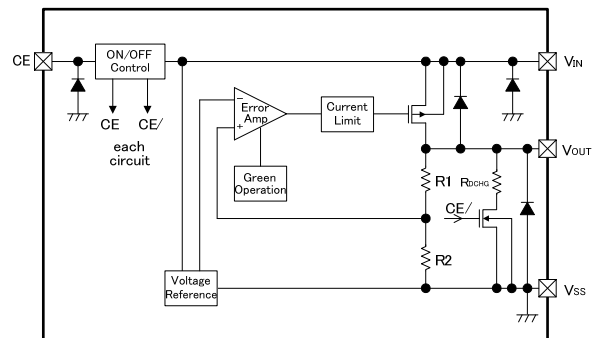 CE
ON/OFF
Control
VIN
CE
CE/
each
circuit
−
Error
Amp
+
Current
Limit
Green
Operation
VOUT
R1
RDCHG
CE/
R2
Voltage
Reference
VSS